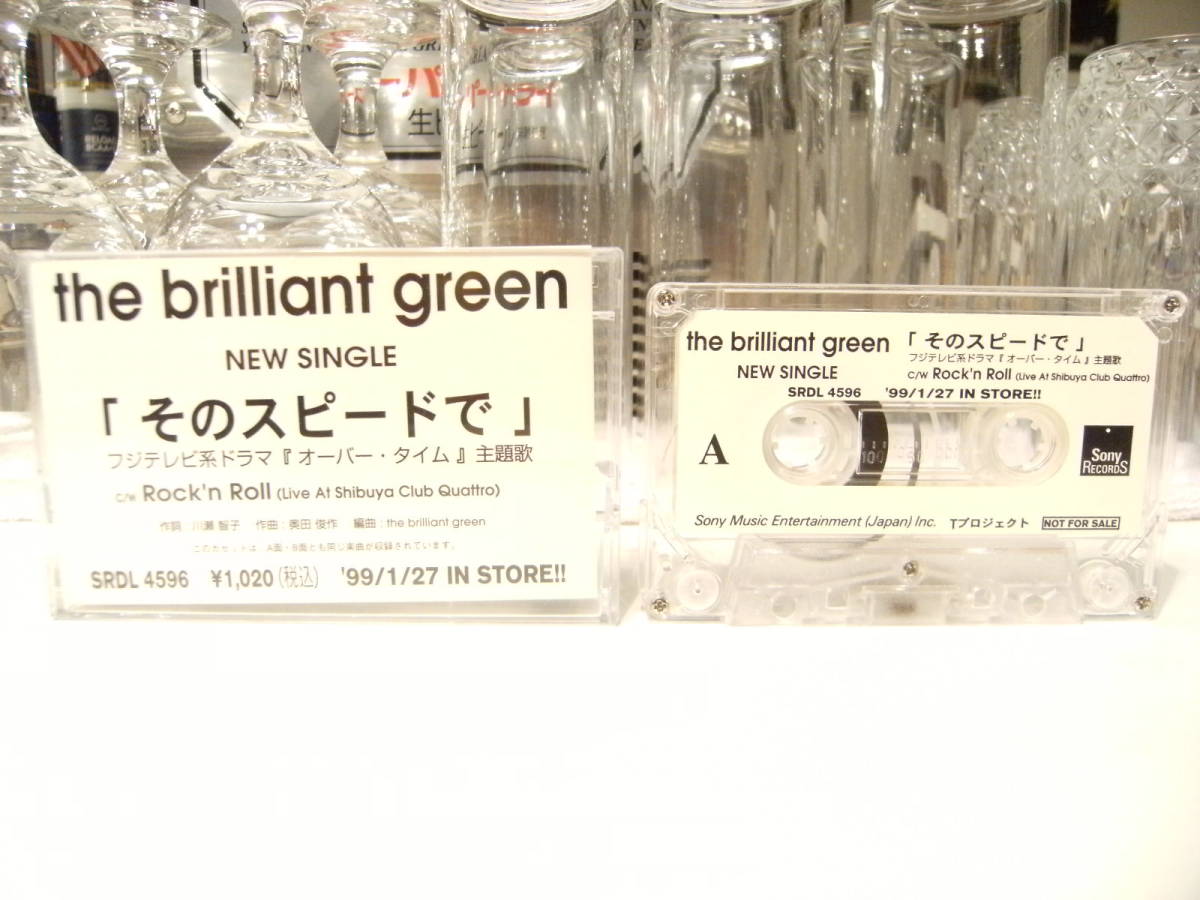 the brilliant green
NEW SINGLE
「 そのスピードで 」
フジテレビ系ドラマ『 オーバー・タイム 』主題歌
c/w Rock'n Roll (Live At Shibuya Club Quattro)
作詞 : 川瀬 智子　作曲 : 奥田 俊作　編曲 : the brilliant green
このカセットは、A面・B面とも同じ楽曲が収録されています。
SRDL 4596　¥1,020(税込)　'99/1/27 IN STORE!!
the brilliant green 「 そのスピードで 」
フジテレビ系ドラマ『 オーバー・タイム 』主題歌
NEW SINGLE
C/W Rock'n Roll (Live At Shibuya Club Quattro)
SRDL 4596　'99/1/27 IN STORE!!
A
100 50
Sony
RECORDS
Sony Music Entertainment (Japan) Inc.　Tプロジェクト　NOT FOR SALE